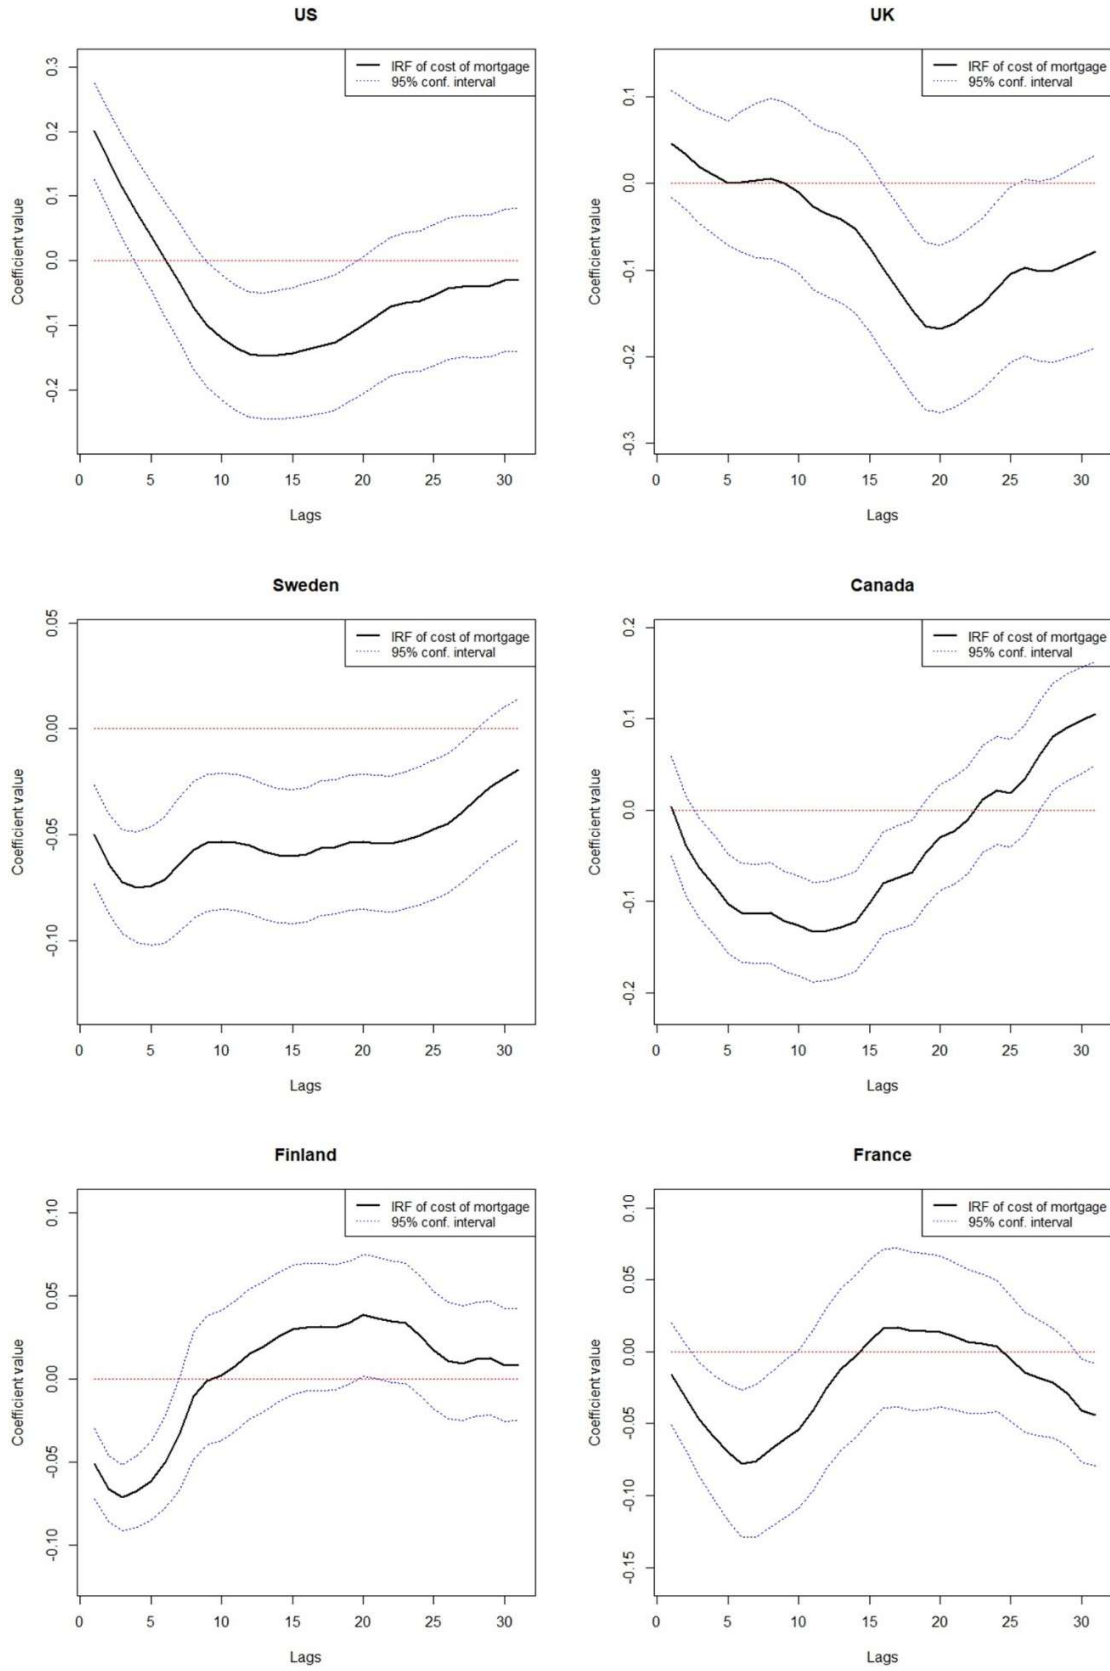 US
IRF of cost of mortgage
95% conf. interval
Coefficient value
0.3
0.2
0.1
0.0
-0.1
-0.2
0 5 10 15 20 25 30
Lags
UK
IRF of cost of mortgage
95% conf. interval
Coefficient value
0.1
0.0
-0.1
-0.2
-0.3
0 5 10 15 20 25 30
Lags
Sweden
IRF of cost of mortgage
95% conf. interval
Coefficient value
0.05
0.00
-0.05
-0.10
0 5 10 15 20 25 30
Lags
Canada
IRF of cost of mortgage
95% conf. interval
Coefficient value
0.2
0.1
0.0
-0.1
-0.2
0 5 10 15 20 25 30
Lags
Finland
IRF of cost of mortgage
95% conf. interval
Coefficient value
0.10
0.05
0.00
-0.05
-0.10
0 5 10 15 20 25 30
Lags
France
IRF of cost of mortgage
95% conf. interval
Coefficient value
0.10
0.05
0.00
-0.05
-0.10
-0.15
0 5 10 15 20 25 30
Lags